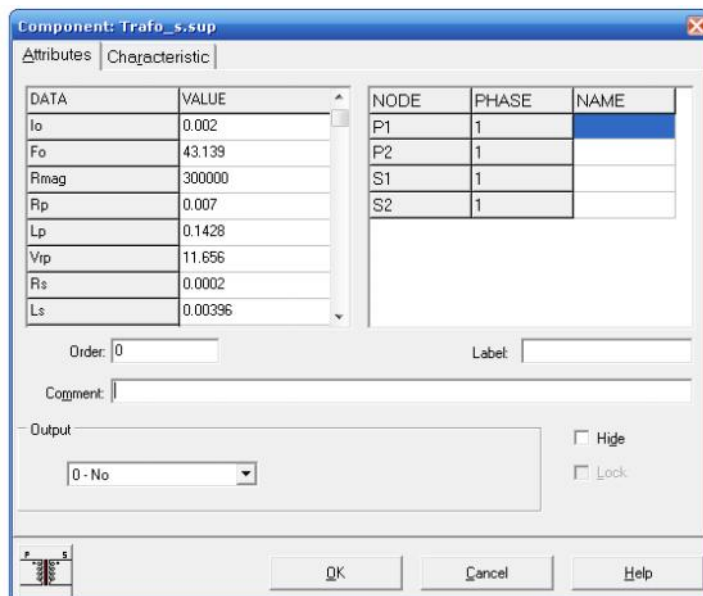 Component: Trafo_s.sup
Attributes Characteristic
DATA VALUE
Io 0.002
Fo 43.139
Rmag 300000
Rp 0.007
Lp 0.1428
Vrp 11.656
Rs 0.0002
Ls 0.00396
NODE PHASE NAME
P1 1
P2 1
S1 1
S2 1
Order: 0
Label:
Comment:
Output
0 - No
Hide
Lock
P S
OK Cancel Help